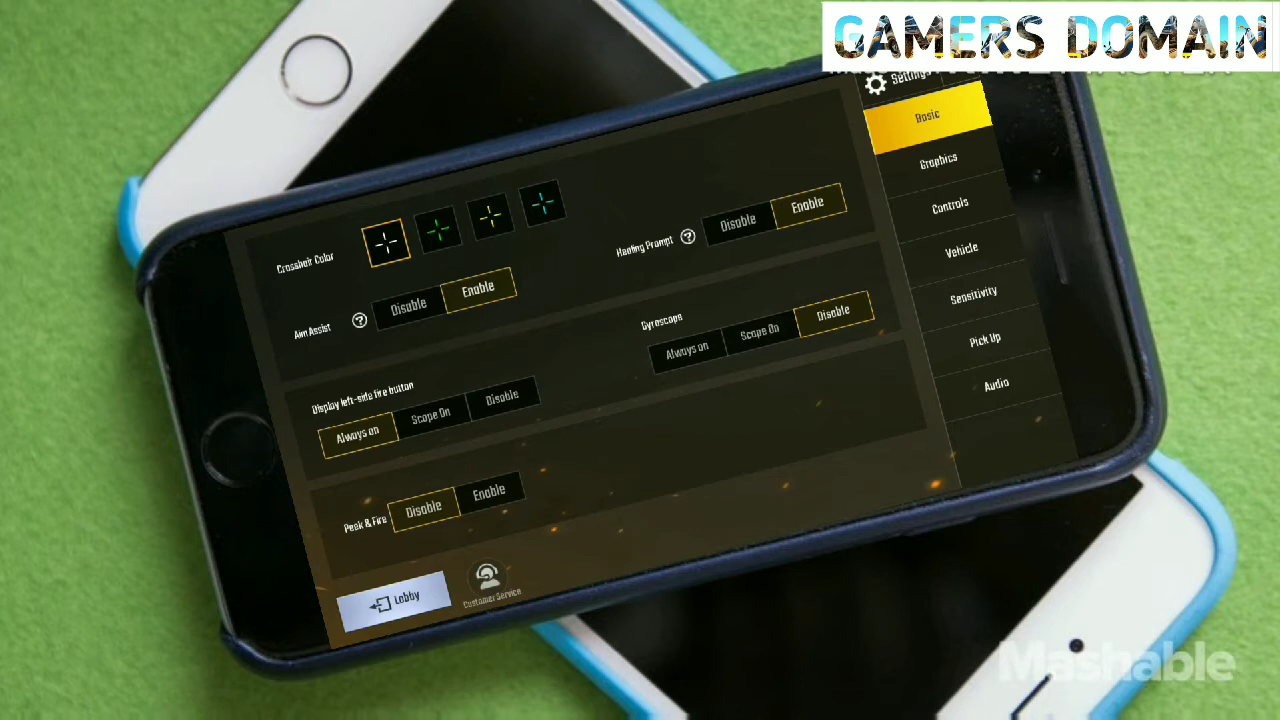 GAMERS DOMAIN
Settings
Basic
Graphics
Controls
Vehicle
Sensitivity
Pick Up
Audio
Crosshair Color
Healing Prompt ? Disable Enable
Aim Assist ? Disable Enable
Gyroscope
Always on Scope On Disable
Display left-side fire button
Always on Scope On Disable
Peek & Fire Disable Enable
Lobby
Customer Service
Mashable